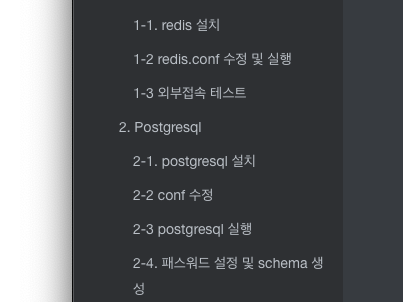 1-1. redis 설치
1-2 redis.conf 수정 및 실행
1-3 외부접속 테스트
2. Postgresql
2-1. postgresql 설치
2-2 conf 수정
2-3 postgresql 실행
2-4. 패스워드 설정 및 schema 생
성